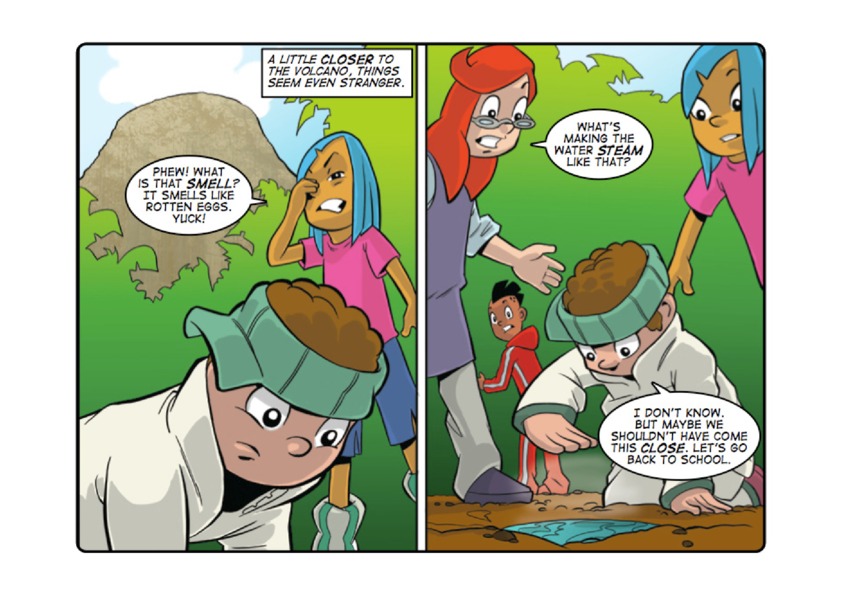 A LITTLE CLOSER TO
THE VOLCANO, THINGS
SEEM EVEN STRANGER.
PHEW! WHAT
IS THAT SMELL?
IT SMELLS LIKE
ROTTEN EGGS.
YUCK!
WHAT'S
MAKING THE
WATER STEAM
LIKE THAT?
I DON'T KNOW.
BUT MAYBE WE
SHOULDN'T HAVE COME
THIS CLOSE. LET'S GO
BACK TO SCHOOL.